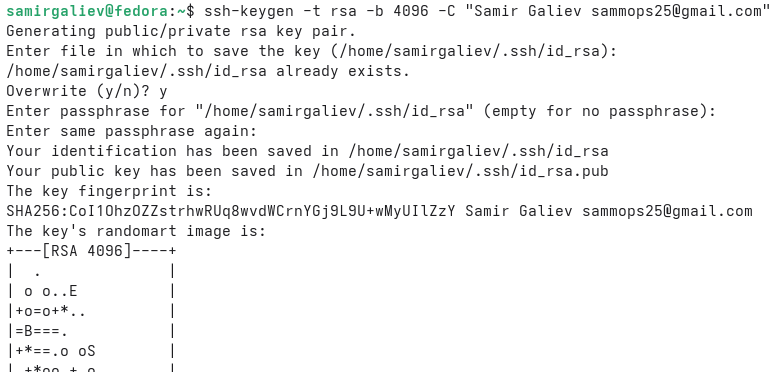 samirgaliev@fedora:~$ ssh-keygen -t rsa -b 4096 -C "Samir Galiev sammops25@gmail.com"
Generating public/private rsa key pair.
Enter file in which to save the key (/home/samirgaliev/.ssh/id_rsa):
/home/samirgaliev/.ssh/id_rsa already exists.
Overwrite (y/n)? y
Enter passphrase for "/home/samirgaliev/.ssh/id_rsa" (empty for no passphrase):
Enter same passphrase again:
Your identification has been saved in /home/samirgaliev/.ssh/id_rsa
Your public key has been saved in /home/samirgaliev/.ssh/id_rsa.pub
The key fingerprint is:
SHA256:CoI1OhzOZZstrhwRUq8wvdWCrnYGj9L9U+wMyUIlZzY Samir Galiev sammops25@gmail.com
The key's randomart image is:
+---[RSA 4096]----+
|  .              |
| o o..E          |
|+o=o+*..         |
|=B===.           |
|+*==.o oS        |
| +*oo + o        |